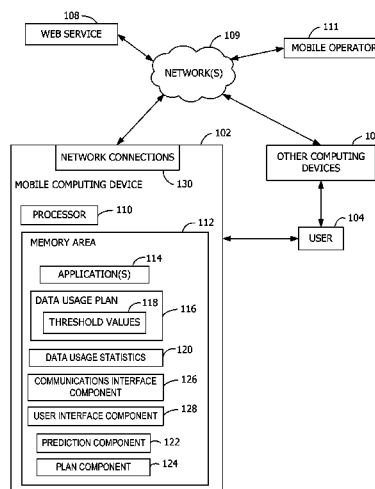 108
WEB SERVICE
109
NETWORK(S)
111
MOBILE OPERATOR
102
NETWORK CONNECTIONS
130
MOBILE COMPUTING DEVICE
OTHER COMPUTING
DEVICES
PROCESSOR
110
104
USER
112
MEMORY AREA
114
APPLICATION(S)
DATA USAGE PLAN
118
THRESHOLD VALUES
116
DATA USAGE STATISTICS
120
COMMUNICATIONS INTERFACE
COMPONENT
126
USER INTERFACE COMPONENT
128
PREDICTION COMPONENT
122
PLAN COMPONENT
124